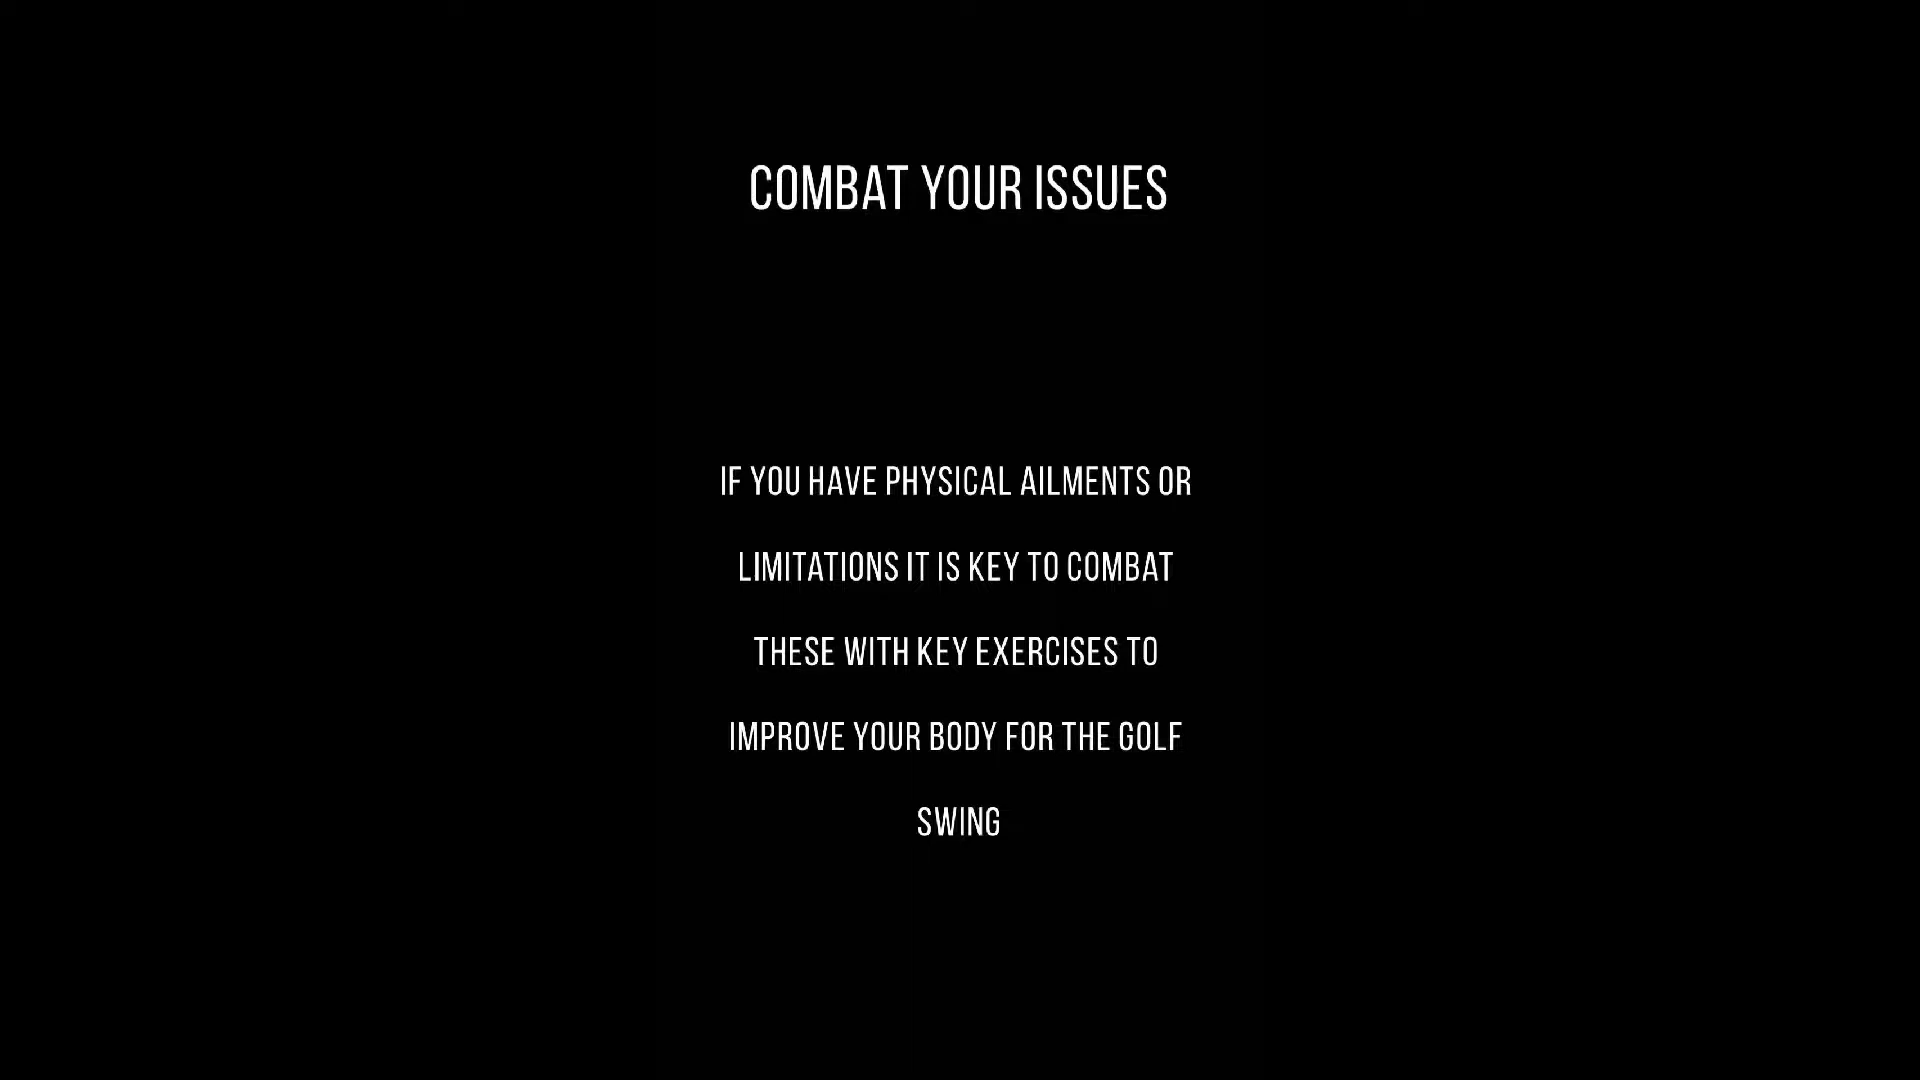 COMBAT YOUR ISSUES
IF YOU HAVE PHYSICAL AILMENTS OR
LIMITATIONS IT IS KEY TO COMBAT
THESE WITH KEY EXERCISES TO
IMPROVE YOUR BODY FOR THE GOLF
SWING